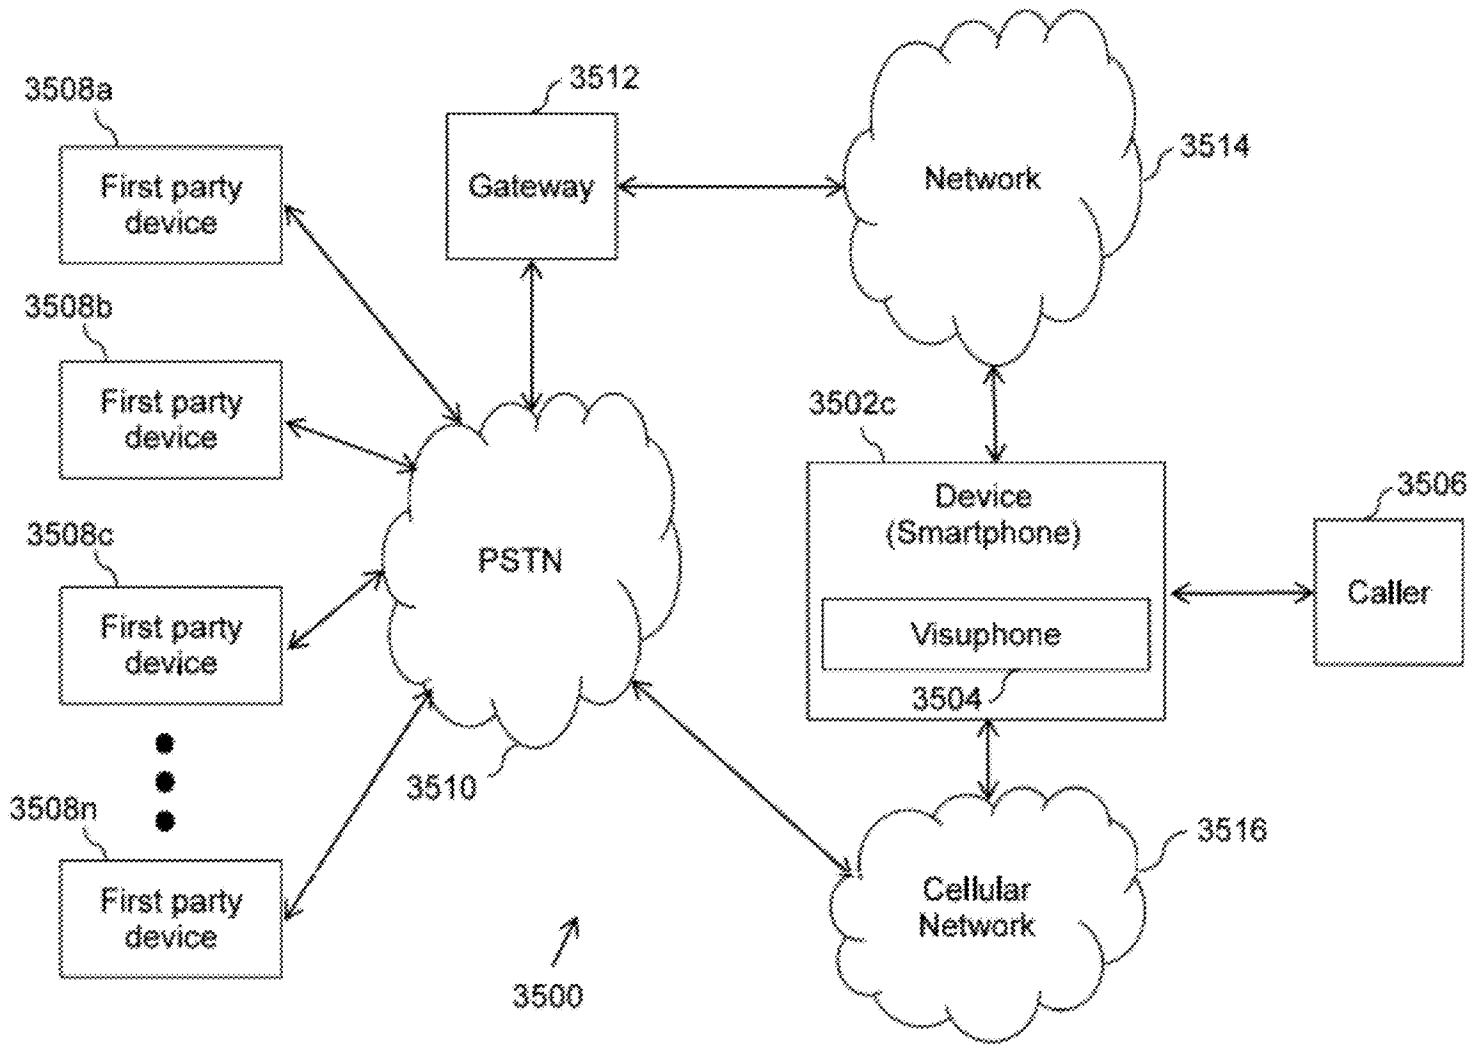 3508a
First party
device
3508b
First party
device
3508c
First party
device
3508n
First party
device
3512
Gateway
PSTN
3510
3500
Network
3514
3502c
Device
(Smartphone)
Visuphone
3504
3506
Caller
Cellular
Network
3516